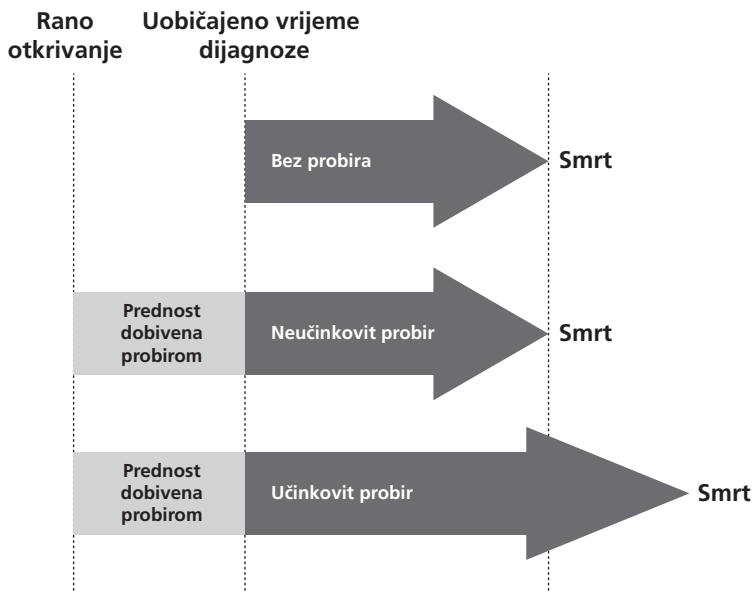 Rano
otkrivanje
Uobičajeno vrijeme
dijagnoze
Bez probira
Smrt
Prednost
dobivena
probirom
Neučinkovit probir
Smrt
Prednost
dobivena
probirom
Učinkovit probir
Smrt